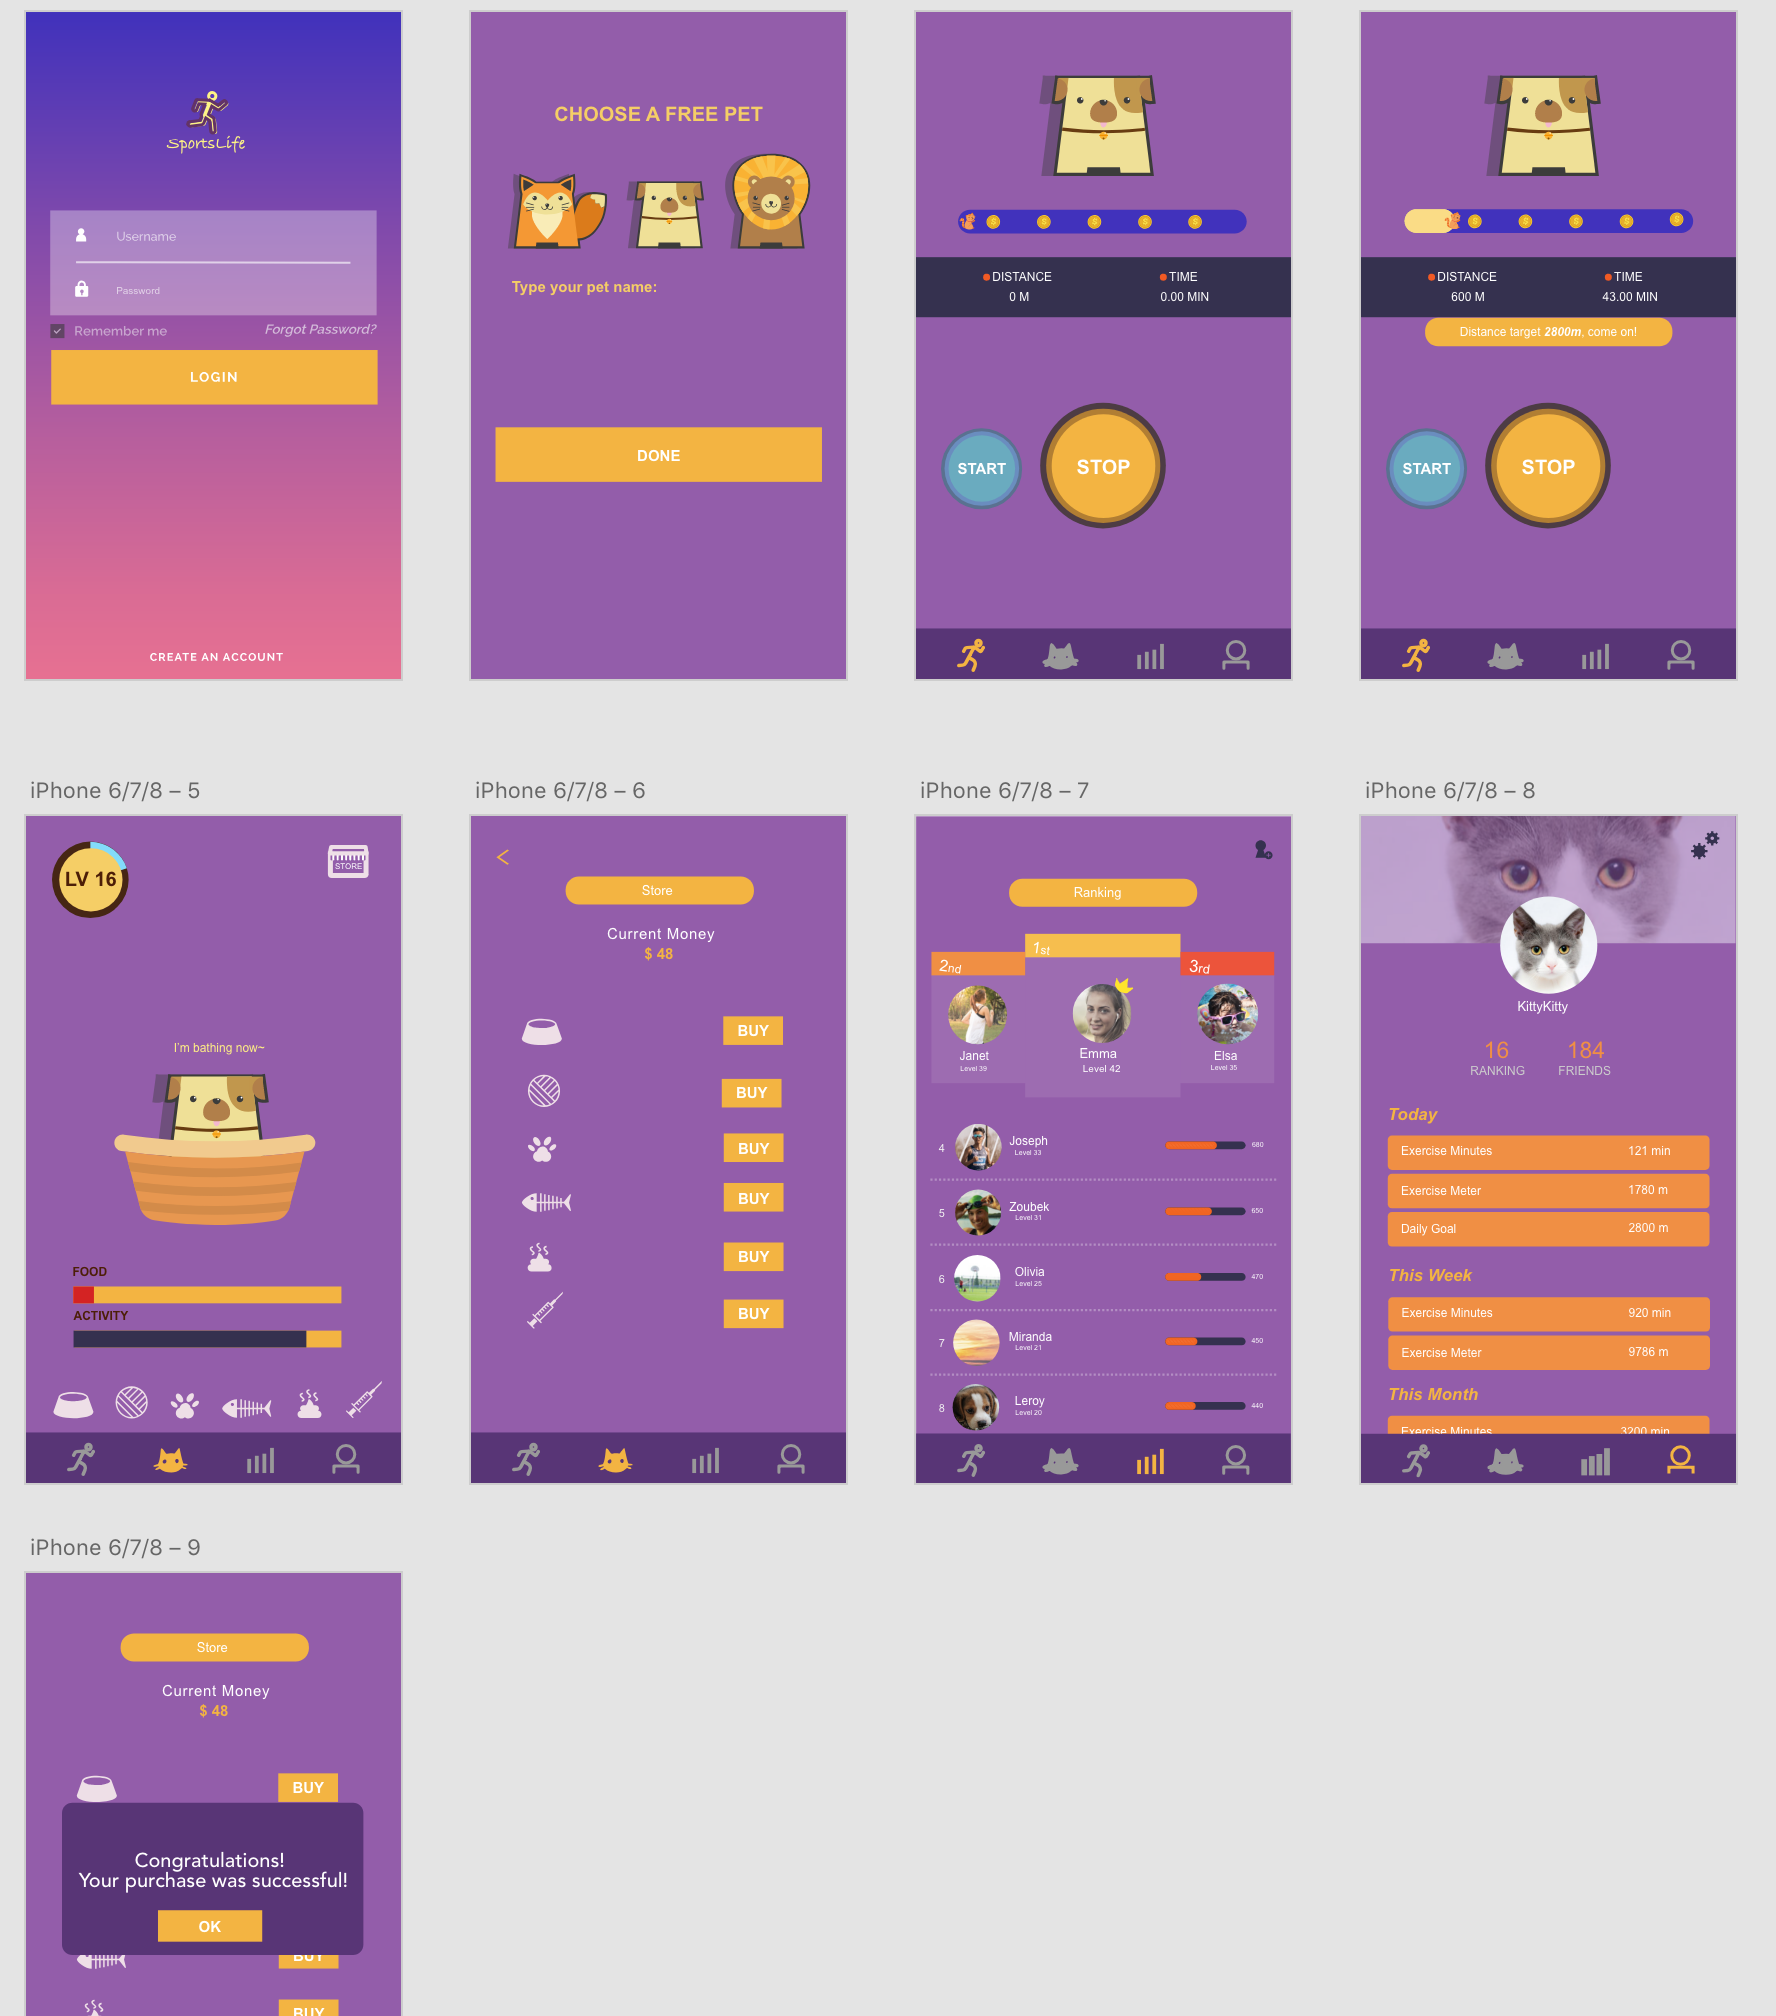 SportsLife
Username
Password
Remember me
Forgot Password?
LOGIN
CREATE AN ACCOUNT
CHOOSE A FREE PET
Type your pet name:
DONE
DISTANCE TIME
0 M 0.00 MIN
START STOP
DISTANCE TIME
600 M 43.00 MIN
Distance target 2800m, come on!
START STOP
iPhone 6/7/8 – 5
LV 16
STORE
I'm bathing now~
FOOD
ACTIVITY
iPhone 6/7/8 – 6
<
Store
Current Money
$ 48
BUY
BUY
BUY
BUY
BUY
BUY
iPhone 6/7/8 – 7
Ranking
1st
2nd
3rd
Janet
Level 39
Emma
Level 42
Elsa
Level 35
4 Joseph 680
Level 33
5 Zoubek 650
Level 31
6 Olivia 470
Level 25
7 Miranda 450
Level 21
8 Leroy 440
Level 20
iPhone 6/7/8 – 8
KittyKitty
16 184
RANKING FRIENDS
Today
Exercise Minutes 121 min
Exercise Meter 1780 m
Daily Goal 2800 m
This Week
Exercise Minutes 920 min
Exercise Meter 9786 m
This Month
Exercise Minutes 3200 min
iPhone 6/7/8 – 9
Store
Current Money
$ 48
BUY
Congratulations!
Your purchase was successful!
OK
BUY
BUY